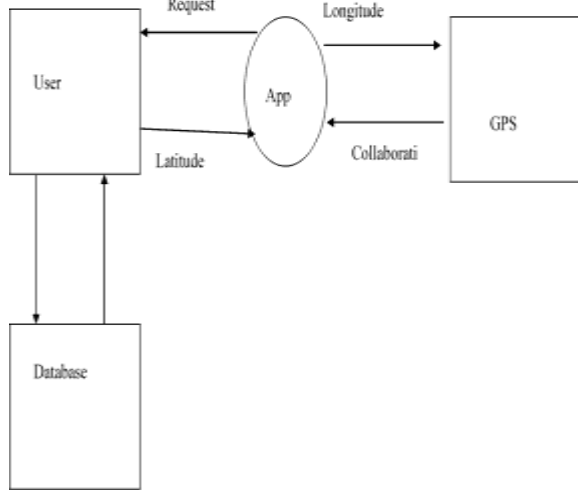 Request
Longitude
User
App
GPS
Latitude
Collaborati
Database